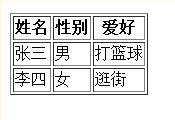 姓名 性别 爱好
张三 男 打篮球
李四 女 逛街